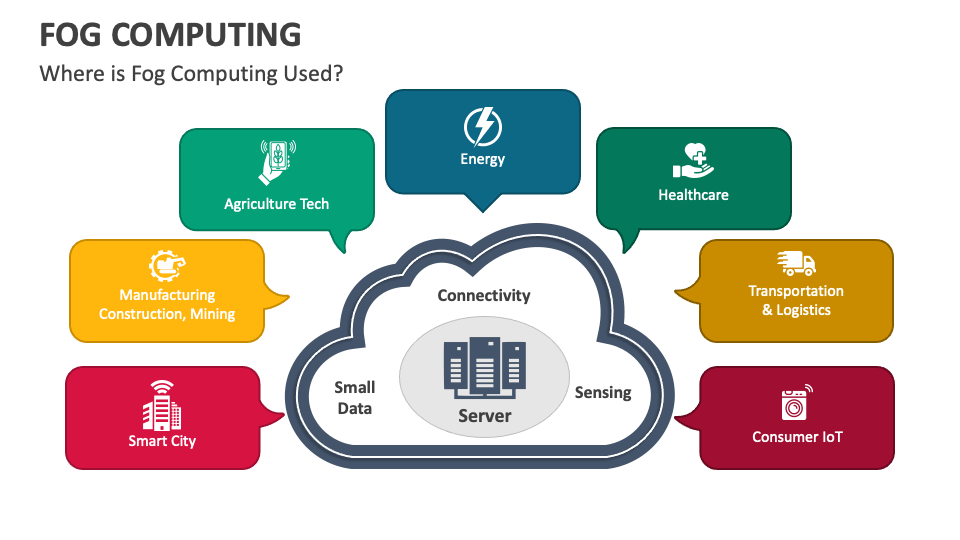 FOG COMPUTING
Where is Fog Computing Used?
Energy
Agriculture Tech
Healthcare
Manufacturing
Construction, Mining
Transportation
& Logistics
Connectivity
Small
Data
Sensing
Server
Smart City
Consumer IoT